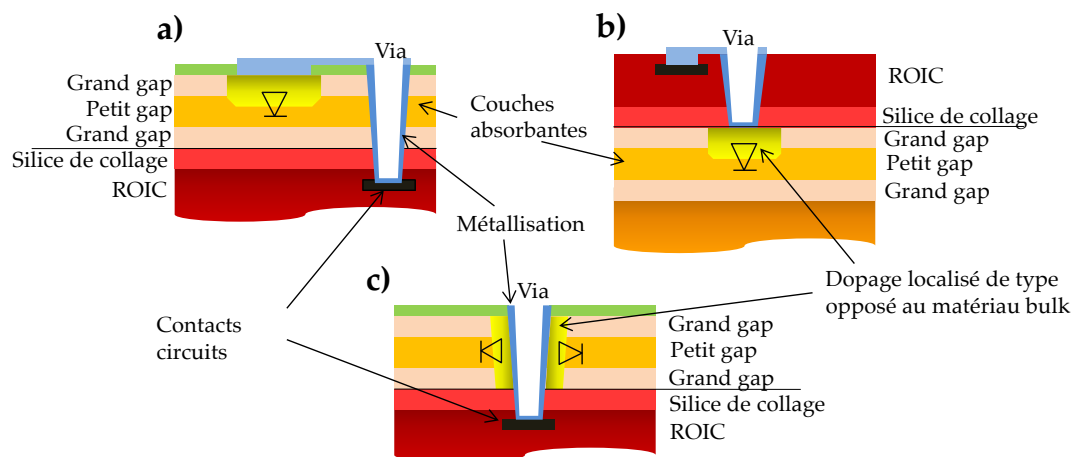 a)
Via
Grand gap
Petit gap
Grand gap
Silice de collage
ROIC
Couches
absorbantes
b)
Via
ROIC
Silice de collage
Grand gap
Petit gap
Grand gap
Métallisation
Contacts
circuits
Dopage localisé de type
opposé au matériau bulk
c)
Via
Grand gap
Petit gap
Grand gap
Silice de collage
ROIC